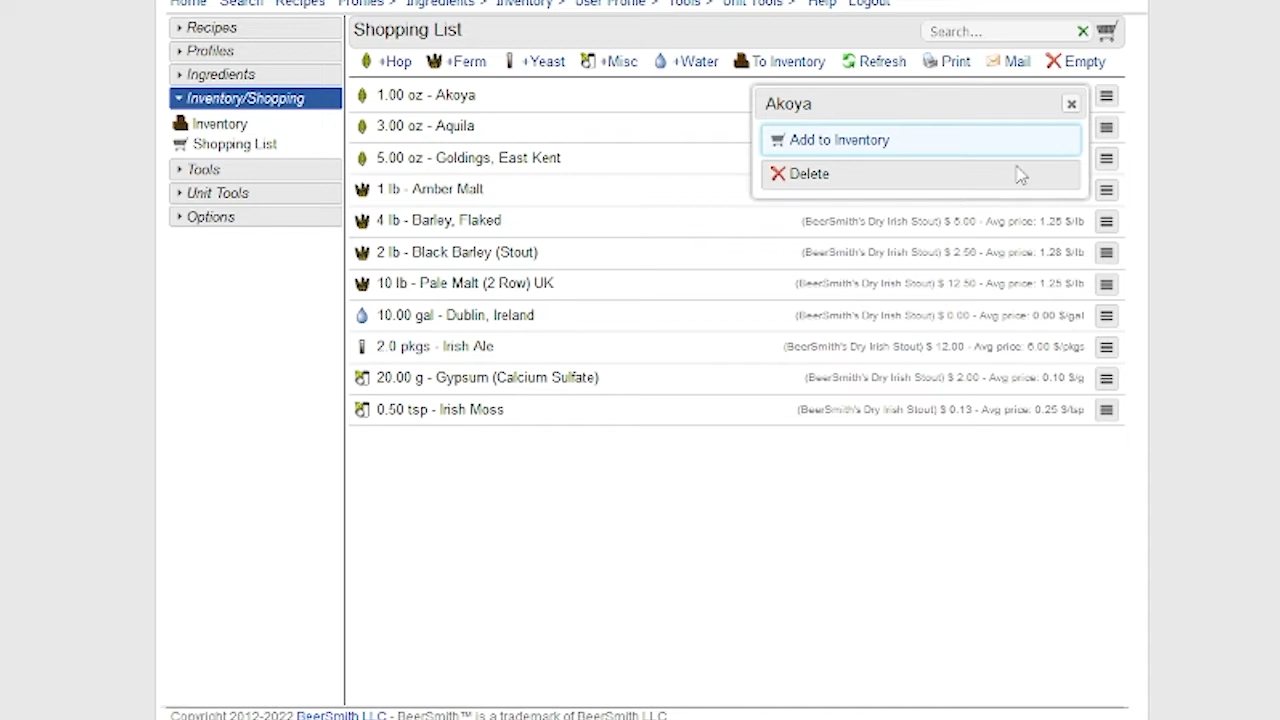 Home Search Recipes Profiles > Ingredients > Inventory > User Profile > Tools > Unit Tools > Help Logout
Recipes
Profiles
Ingredients
Inventory/Shopping
Inventory
Shopping List
Tools
Unit Tools
Options
Shopping List
Search...
+Hop +Ferm +Yeast +Misc +Water To Inventory Refresh Print Mail Empty
1.00 oz - Akoya
3.00 oz - Aquila
5.00 oz - Goldings, East Kent
1 lb - Amber Malt
Akoya
Add to Inventory
Delete
4 lb - Barley, Flaked (BeerSmith's Dry Irish Stout) $ 5.00 - Avg price: 1.25 $/lb
2 lb - Black Barley (Stout) (BeerSmith's Dry Irish Stout) $ 2.56 - Avg price: 1.28 $/lb
10 lb - Pale Malt (2 Row) UK (BeerSmith's Dry Irish Stout) $ 12.50 - Avg price: 1.25 $/lb
10.00 gal - Dublin, Ireland (BeerSmith's Dry Irish Stout) $ 0.00 - Avg price: 0.00 $/gal
2.0 pkgs - Irish Ale (BeerSmith's Dry Irish Stout) $ 12.00 - Avg price: 6.00 $/pkgs
20.00 g - Gypsum (Calcium Sulfate) (BeerSmith's Dry Irish Stout) $ 2.00 - Avg price: 0.10 $/g
0.50 tsp - Irish Moss (BeerSmith's Dry Irish Stout) $ 0.13 - Avg price: 0.25 $/tsp
Copyright 2012-2022 BeerSmith LLC - BeerSmith™ is a trademark of BeerSmith LLC